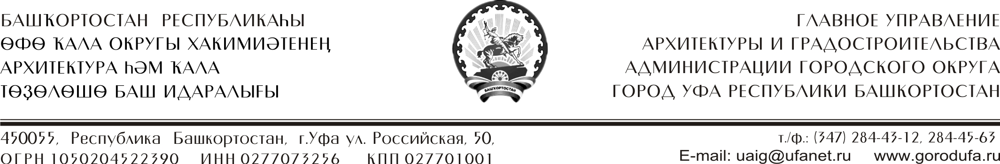 БАШҠОРТОСТАН РЕСПУБЛИКАҺЫ
ӨФӨ ҠАЛА ОКРУГЫ ХАКИМИӘТЕНЕҢ
АРХИТЕКТУРА ҺӘМ ҠАЛА
ТӨҘӨЛӨШӨ БАШ ИДАРАЛЫҒЫ
БАШҠОРТОСТАН
ГЛАВНОЕ УПРАВЛЕНИЕ
АРХИТЕКТУРЫ И ГРАДОСТРОИТЕЛЬСТВА
АДМИНИСТРАЦИИ ГОРОДСКОГО ОКРУГА
ГОРОД УФА РЕСПУБЛИКИ БАШКОРТОСТАН
450055, Республика Башкортостан, г.Уфа ул. Российская, 50,
ОГРН 1050204522390 ИНН 0277073256 КПП 027701001
т./ф.: (347) 284-43-12, 284-45-63
E-mail: uaig@ufanet.ru www.gorodufa.ru